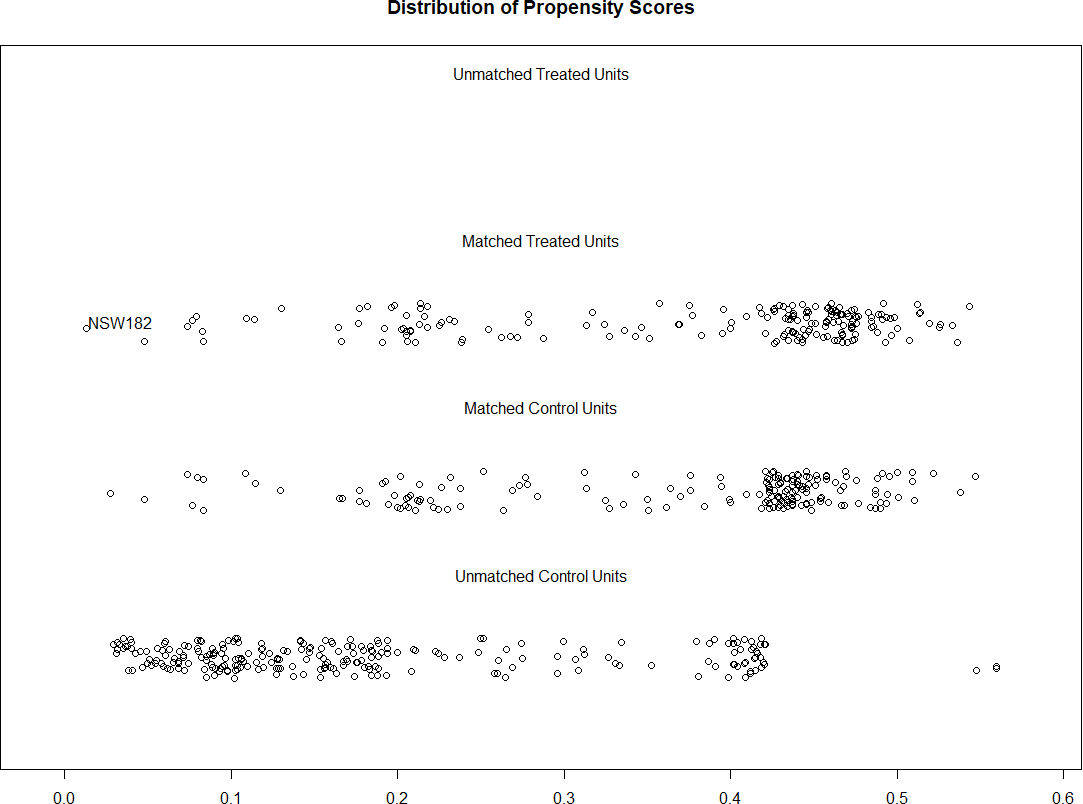 Distribution of Propensity Scores
Unmatched Treated Units
Matched Treated Units
NSW182
Matched Control Units
Unmatched Control Units
0.0 0.1 0.2 0.3 0.4 0.5 0.6